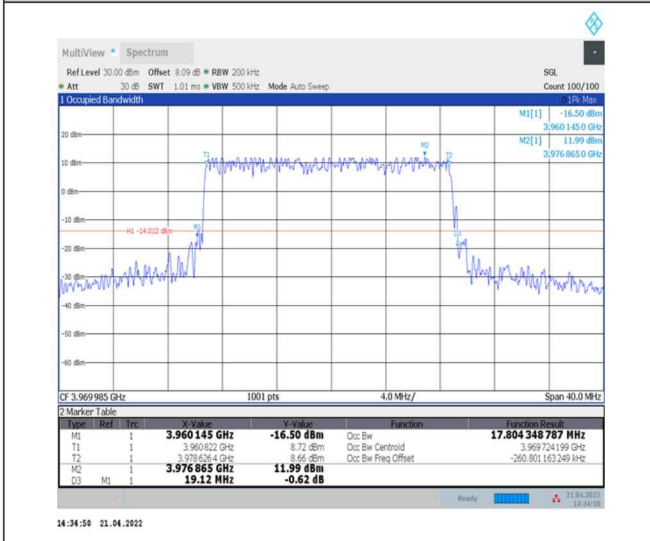 MultiView Spectrum
Ref Level 30.00 dBm Offset 8.09 dB RBW 200 kHz SGL
Att 30 dB SWT 1.01 ms VBW 500 kHz Mode Auto Sweep Count 100/100
1 Occupied Bandwidth 1Pk Max
M1[1] -16.50 dBm
3.960 145 0 GHz
M2[1] 11.99 dBm
3.976 865 0 GHz
20 dBm
M2
T1 T2
10 dBm
0 dBm
-10 dBm
H1 -14.012 dBm
M1
D3
-20 dBm
-30 dBm
-40 dBm
-50 dBm
-60 dBm
CF 3.969 985 GHz 1001 pts 4.0 MHz/ Span 40.0 MHz
2 Marker Table
Type Ref Trc X-Value Y-Value Function Function Result
M1 1 3.960 145 GHz -16.50 dBm Occ Bw 17.804 348 787 MHz
T1 1 3.960 822 GHz 8.72 dBm Occ Bw Centroid 3.969 724 199 GHz
T2 1 3.978 626 4 GHz 8.66 dBm Occ Bw Freq Offset -260.801 163 249 kHz
M2 1 3.976 865 GHz 11.99 dBm
D3 M1 1 19.12 MHz -0.62 dB
Ready 21.04.2022
14:34:50
14:34:50 21.04.2022